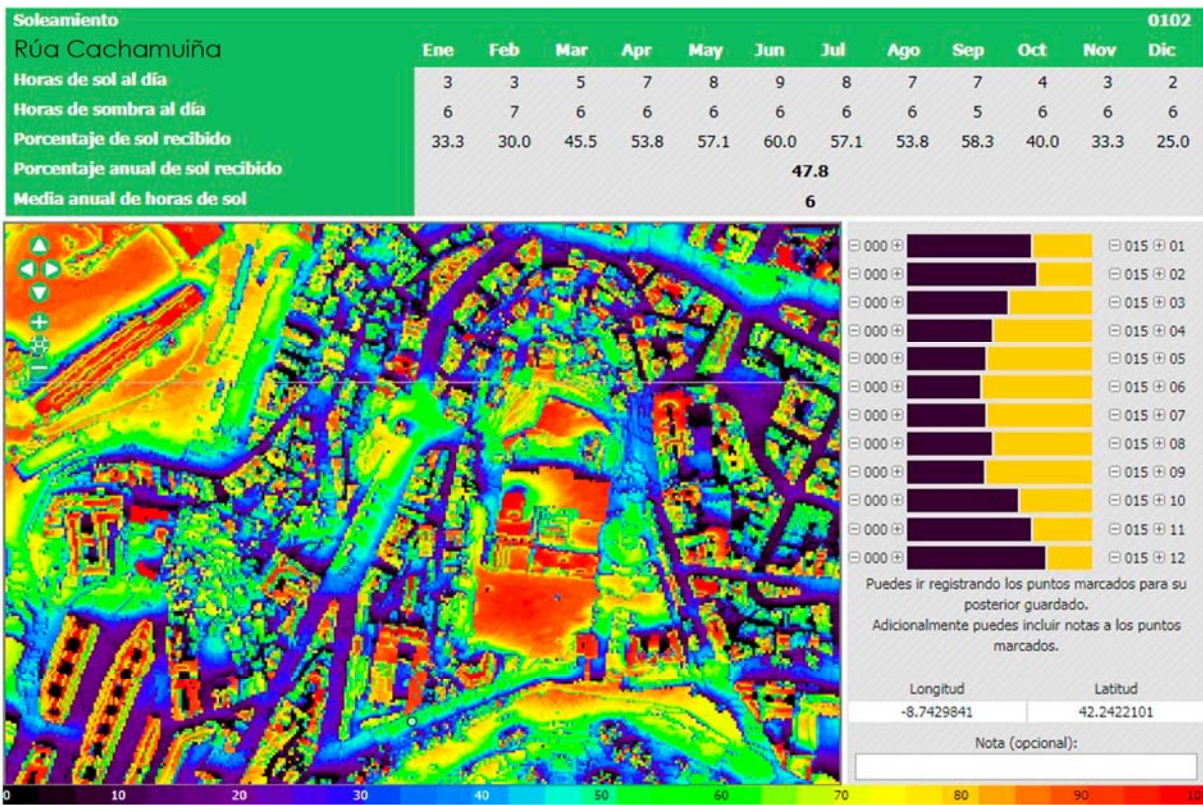 Soleamiento 0102
Rúa Cachamuiña Ene Feb Mar Apr May Jun Jul Ago Sep Oct Nov Dic
Horas de sol al día 3 3 5 7 8 9 8 7 7 4 3 2
Horas de sombra al día 6 7 6 6 6 6 6 6 5 6 6 6
Porcentaje de sol recibido 33.3 30.0 45.5 53.8 57.1 60.0 57.1 53.8 58.3 40.0 33.3 25.0
Porcentaje anual de sol recibido 47.8
Media anual de horas de sol 6
000 015 01
000 015 02
000 015 03
000 015 04
000 015 05
000 015 06
000 015 07
000 015 08
000 015 09
000 015 10
000 015 11
000 015 12
Puedes ir registrando los puntos marcados para su
posterior guardado.
Adicionalmente puedes incluir notas a los puntos
marcados.
Longitud Latitud
-8.7429841 42.2422101
Nota (opcional):
0 10 20 30 40 50 60 70 80 90 10